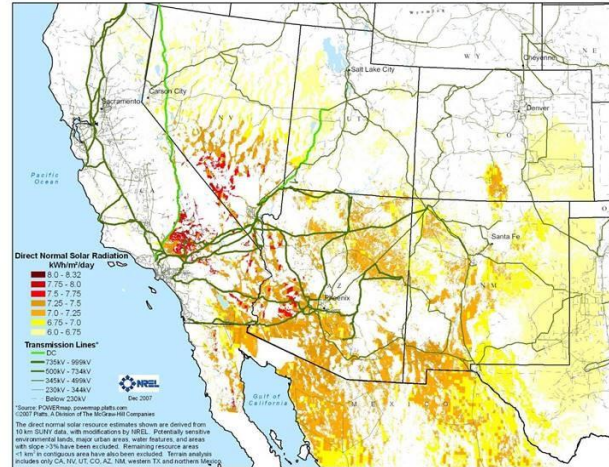 Wyoming
W Y
N E
Cheyenne
Salt Lake City
Carson City
Sacramento
N V
U T
Denver
C O
Pacific
Ocean
C A
Santa Fe
A Z
N M
Phoenix
Direct Normal Solar Radiation
kWh/m²/day
8.0 - 8.32
7.75 - 8.0
7.5 - 7.75
7.25 - 7.5
7.0 - 7.25
6.75 - 7.0
6.0 - 6.75
Transmission Lines*
DC
735kV - 999kV
500kV - 734kV
345kV - 499kV
230kV - 344kV
Below 230kV
NREL
Dec 2007
Gulf of
California
*Source: POWERmap, powermap.platts.com
©2007 Platts, A Division of The McGraw-Hill Companies
The direct normal solar resource estimates shown are derived from
10 km SUNY data, with modifications by NREL. Potentially sensitive
environmental lands, major urban areas, water features, and areas
with slope >3% have been excluded. Remaining resource areas
<1 km² in contiguous area have also been excluded. Terrain analysis
includes only CA, NV, UT, CO, AZ, NM, western TX and northern Mexico.